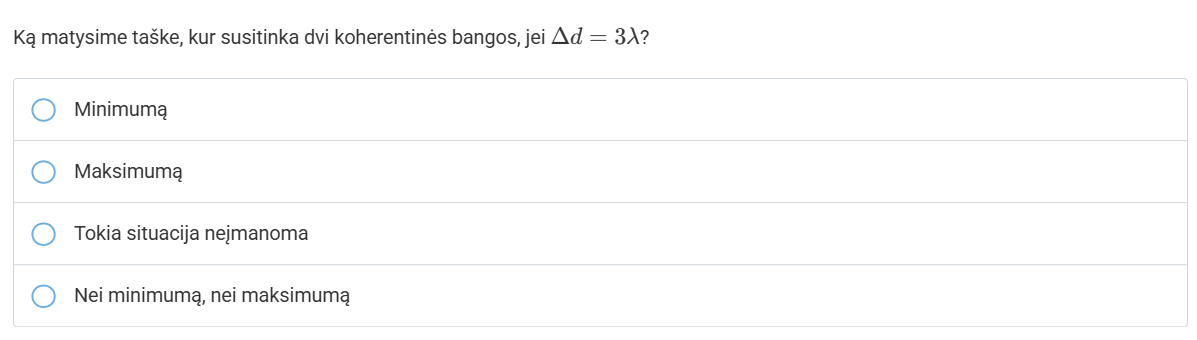 Ką matysime taške, kur susitinka dvi koherentinės bangos, jei Δd = 3λ?
Minimumą
Maksimumą
Tokia situacija neįmanoma
Nei minimumą, nei maksimumą